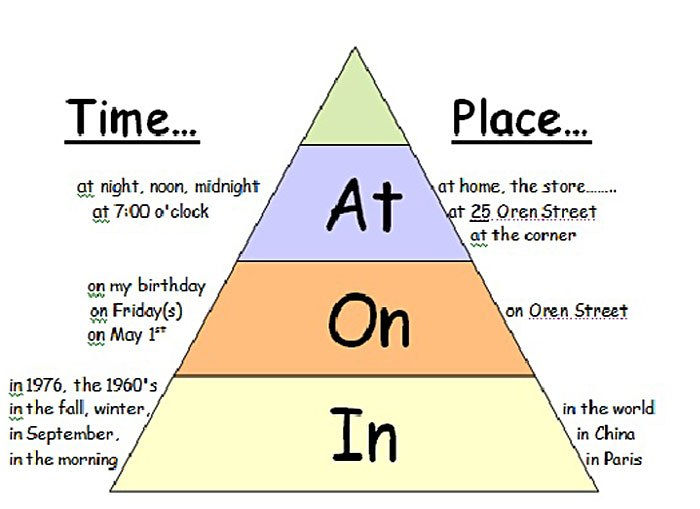 Time...
Place...
at night, noon, midnight
at 7:00 o'clock
At
at home, the store........
at 25 Oren Street
at the corner
on my birthday
on Friday(s)
on May 1st
On
on Oren Street
in 1976, the 1960's
in the fall, winter,
in September,
in the morning
In
in the world
in China
in Paris